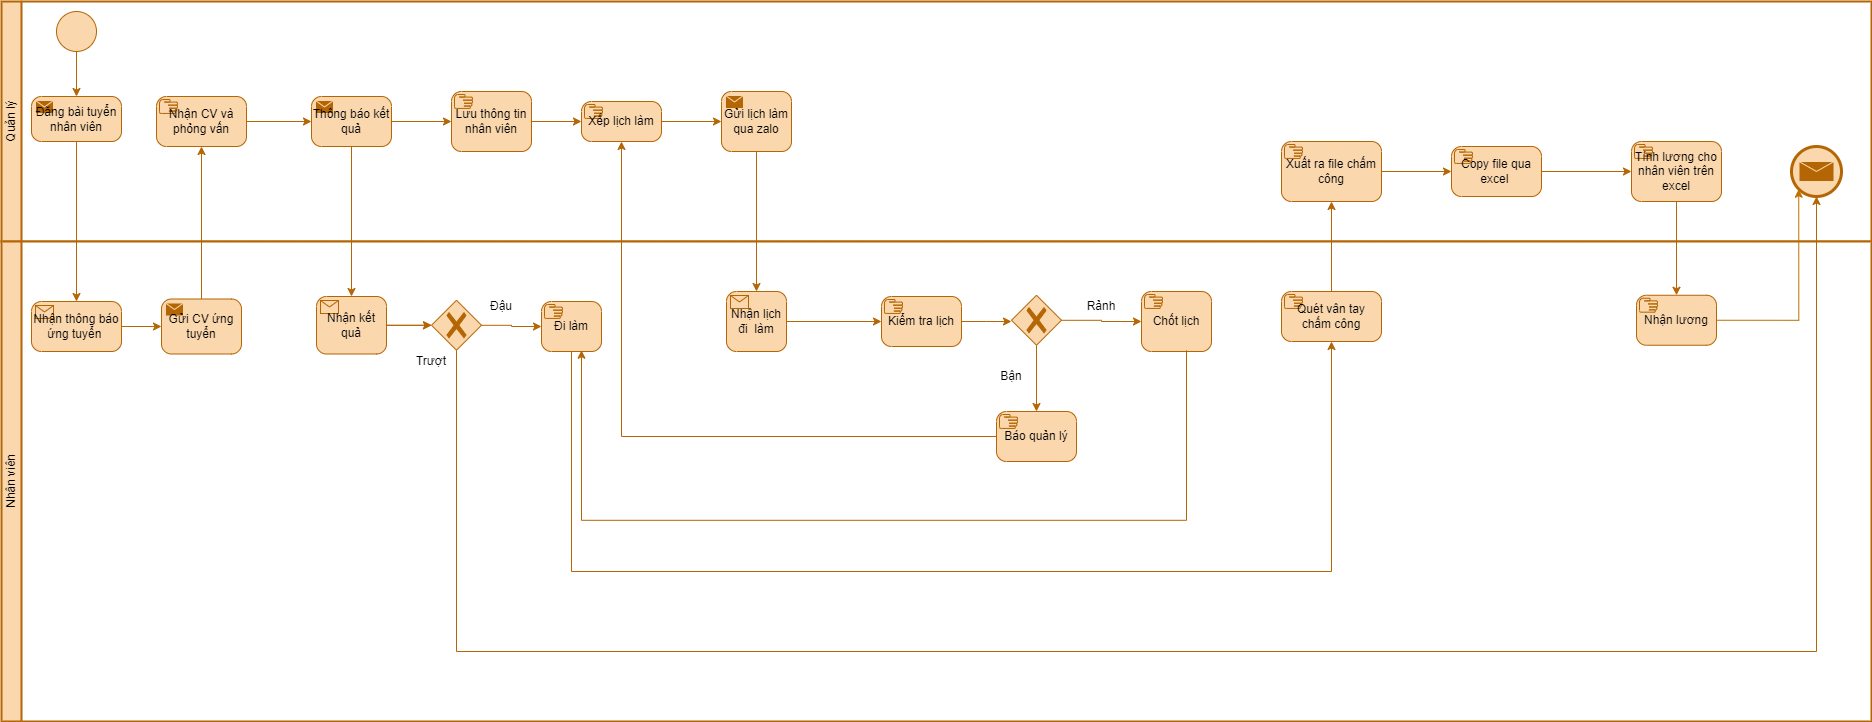 Quản lý
Đăng bài tuyển
nhân viên
Nhận CV và
phỏng vấn
Thông báo kết
quả
Lưu thông tin
nhân viên
Xếp lịch làm
Gửi lịch làm
qua zalo
Xuất ra file chấm
công
Copy file qua
excel
Tính lương cho
nhân viên trên
excel
Nhân viên
Nhận thông báo
ứng tuyển
Gửi CV ứng
tuyển
Nhận kết
quả
Đậu
Trượt
Đi làm
Nhận lịch
đi làm
Kiểm tra lịch
Rảnh
Bận
Chốt lịch
Báo quản lý
Quét vân tay
chấm công
Nhận lương